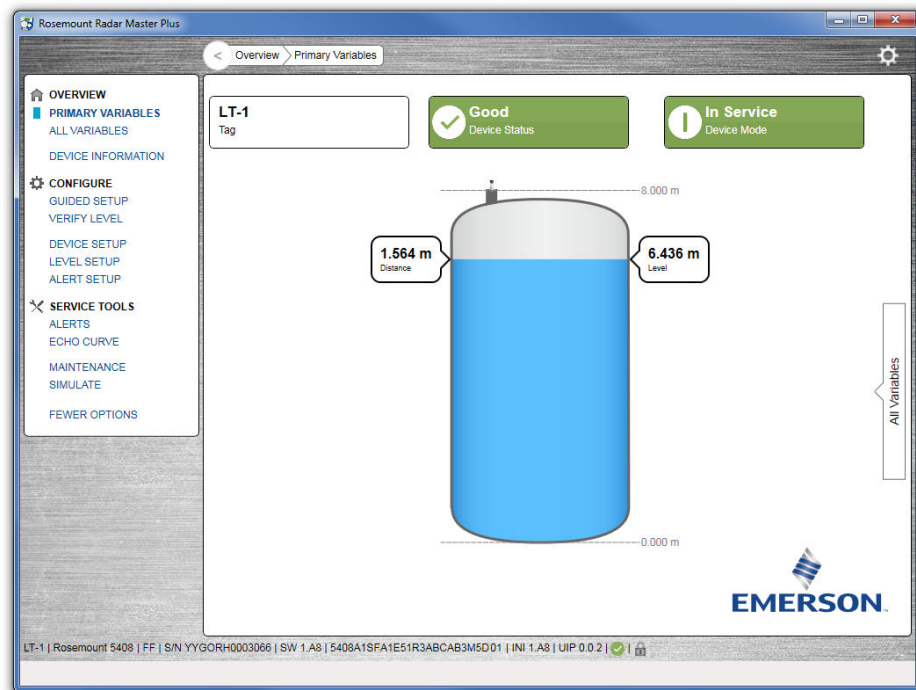 Rosemount Radar Master Plus
< Overview Primary Variables
OVERVIEW
PRIMARY VARIABLES
ALL VARIABLES
DEVICE INFORMATION
CONFIGURE
GUIDED SETUP
VERIFY LEVEL
DEVICE SETUP
LEVEL SETUP
ALERT SETUP
SERVICE TOOLS
ALERTS
ECHO CURVE
MAINTENANCE
SIMULATE
FEWER OPTIONS
LT-1
Tag
Good
Device Status
In Service
Device Mode
8.000 m
1.564 m
Distance
6.436 m
Level
All Variables
0.000 m
EMERSON
LT-1 | Rosemount 5408 | FF | S/N YYGORH0003066 | SW 1.A8 | 5408A1SFA1E51R3ABCAB3M5D01 | INI 1.A8 | UIP 0.0.2 | |